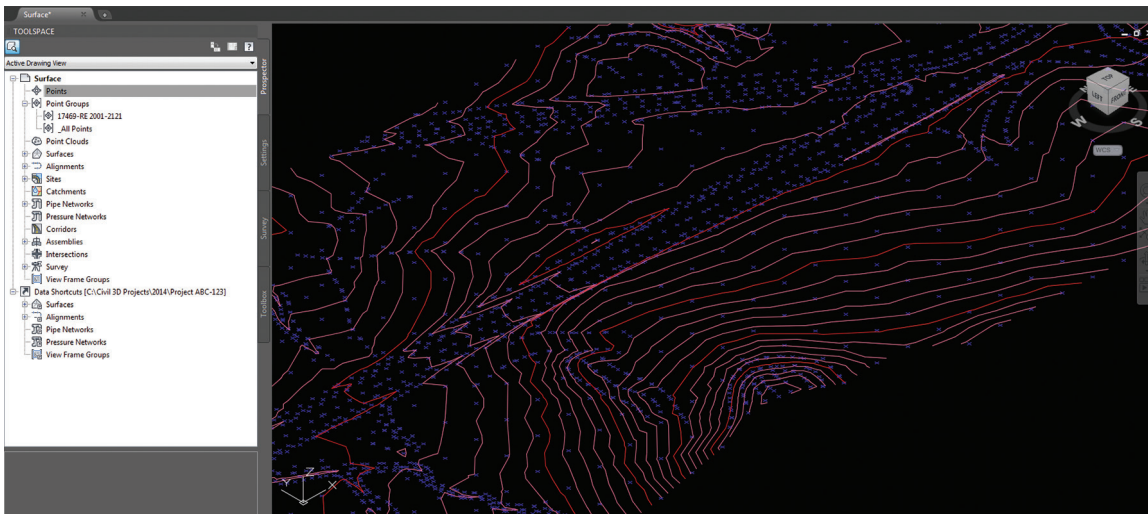 Surface*
TOOLSPACE
Active Drawing View
Surface
Points
Point Groups
17469-RE 2001-2121
_All Points
Point Clouds
Surfaces
Alignments
Sites
Catchments
Pipe Networks
Pressure Networks
Corridors
Assemblies
Intersections
Survey
View Frame Groups
Data Shortcuts [C:\Civil 3D Projects\2014\Project ABC-123]
Surfaces
Alignments
Pipe Networks
Pressure Networks
View Frame Groups
Prospector
Settings
Survey
Toolbox
TOP
LEFT
FRONT
W
S
WCS
Z
Y
X